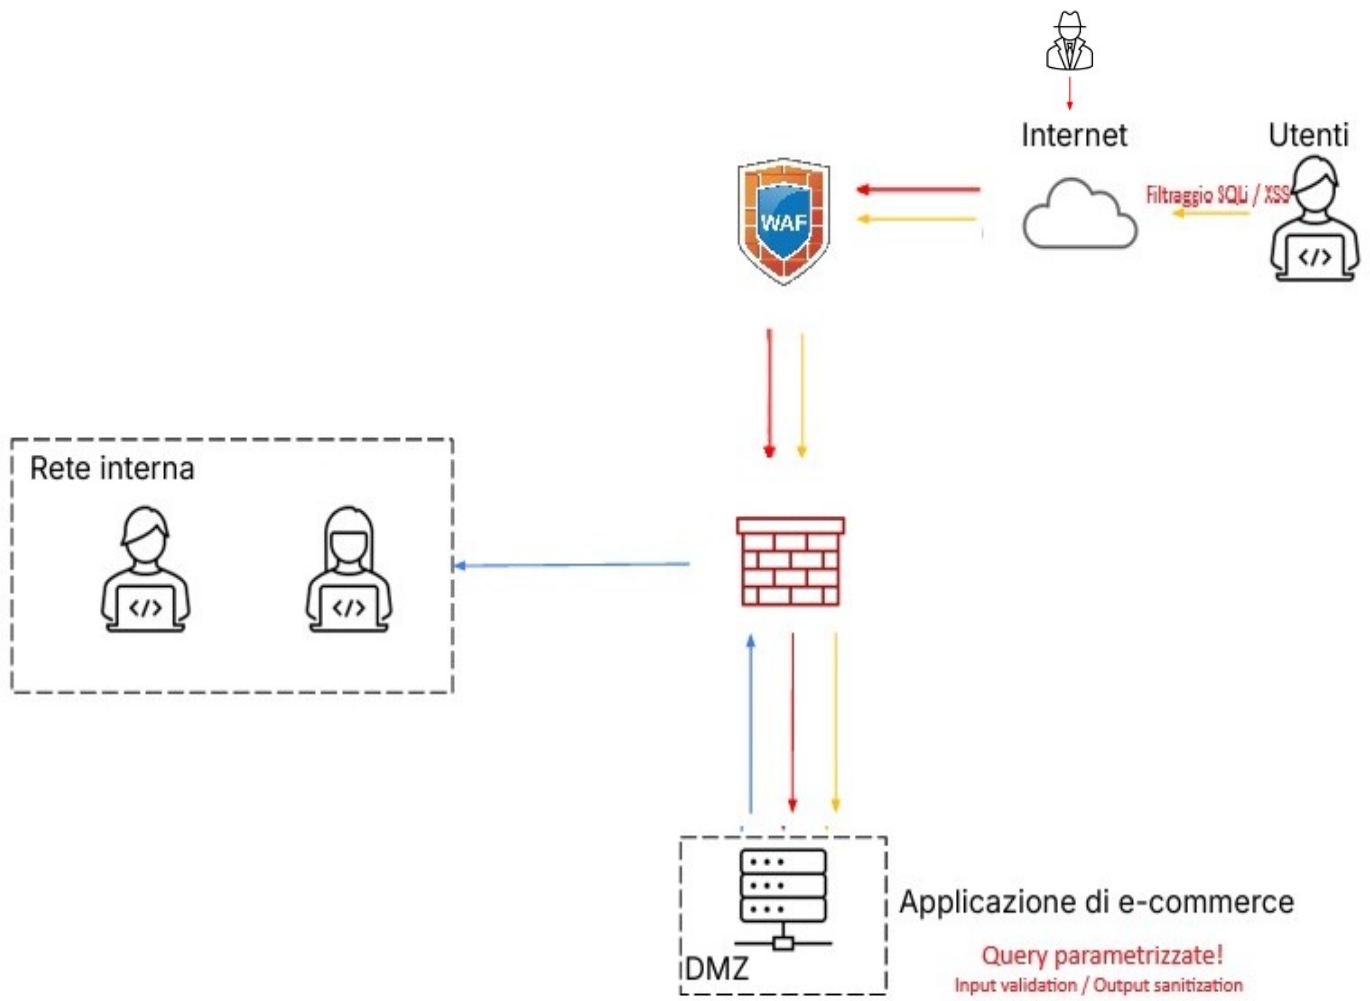 Internet
Utenti
Filtraggio SQLi / XSS
WAF
</>
Rete interna
</>
</>
Applicazione di e-commerce
DMZ
Query parametrizzate!
Input validation / Output sanitization